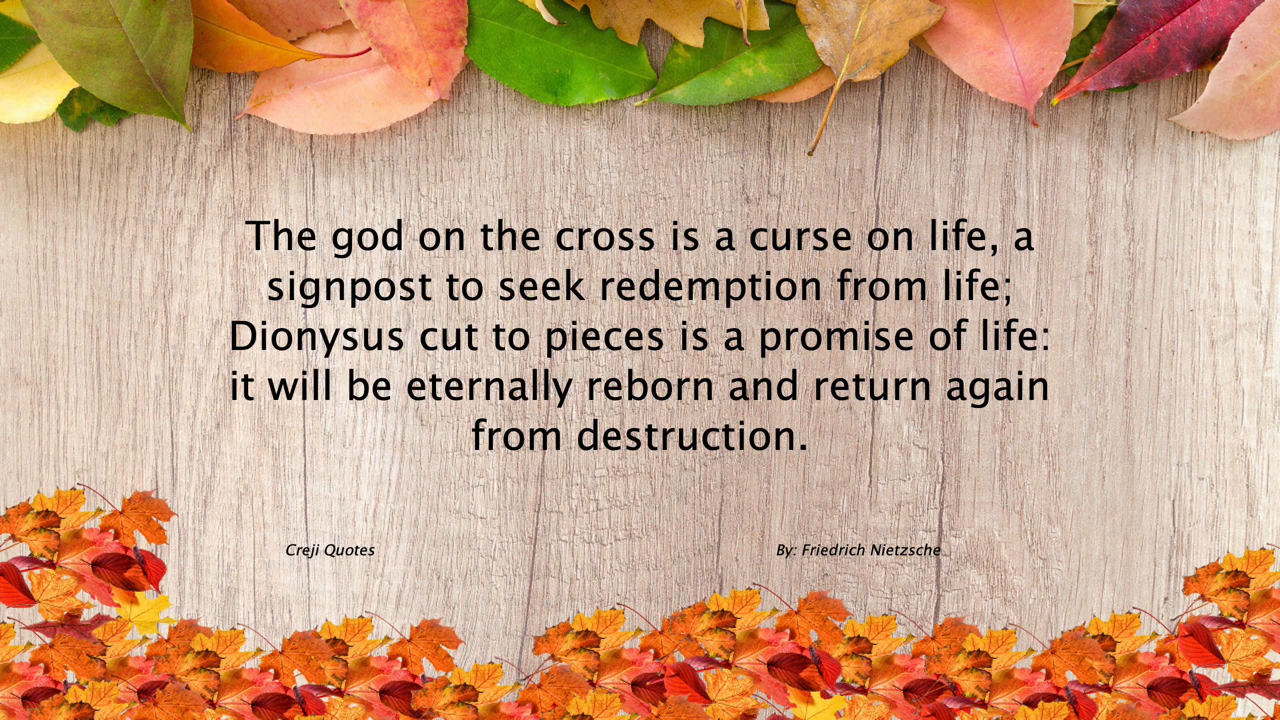 The god on the cross is a curse on life, a
signpost to seek redemption from life;
Dionysus cut to pieces is a promise of life:
it will be eternally reborn and return again
from destruction.
Creji Quotes
By: Friedrich Nietzsche